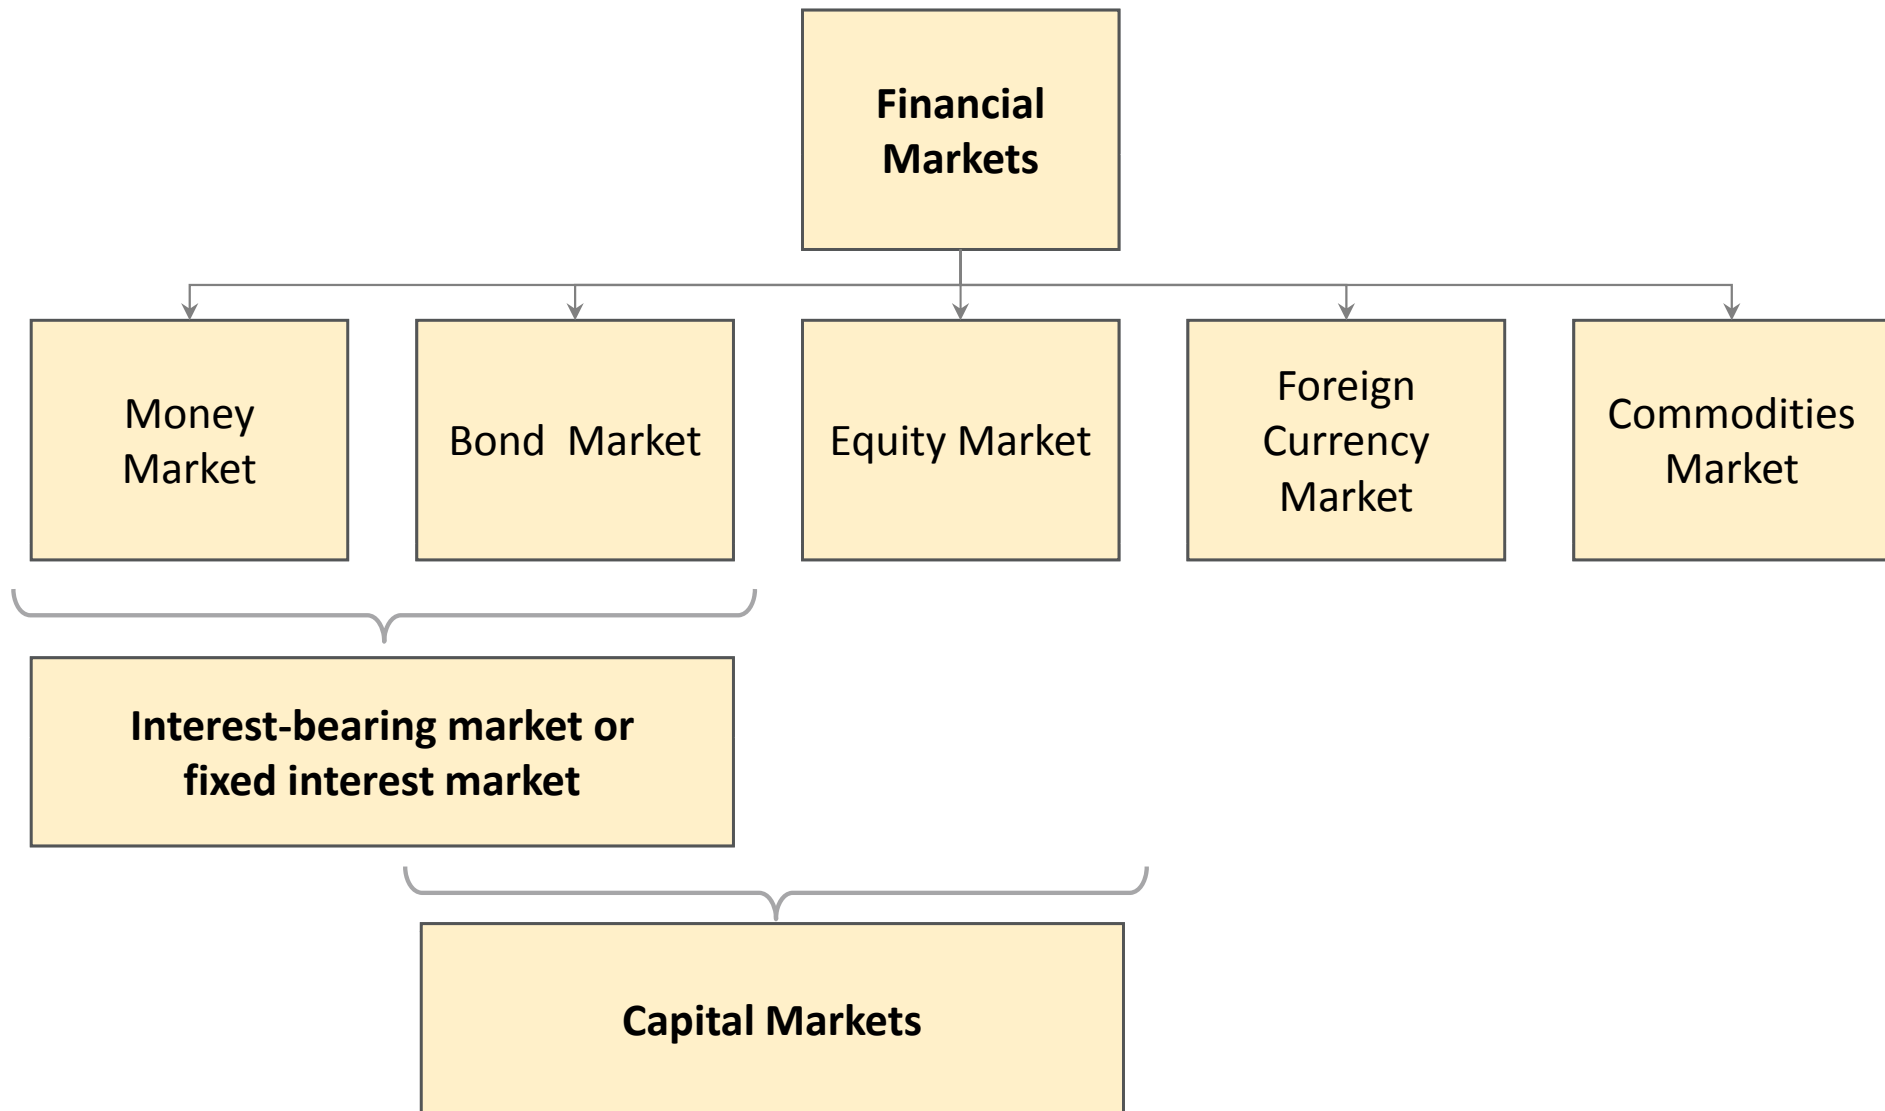 Financial
Markets
Money
Market
Bond  Market
Equity Market
Foreign
Currency
Market
Commodities
Market
Interest-bearing market or
fixed interest market
Capital Markets